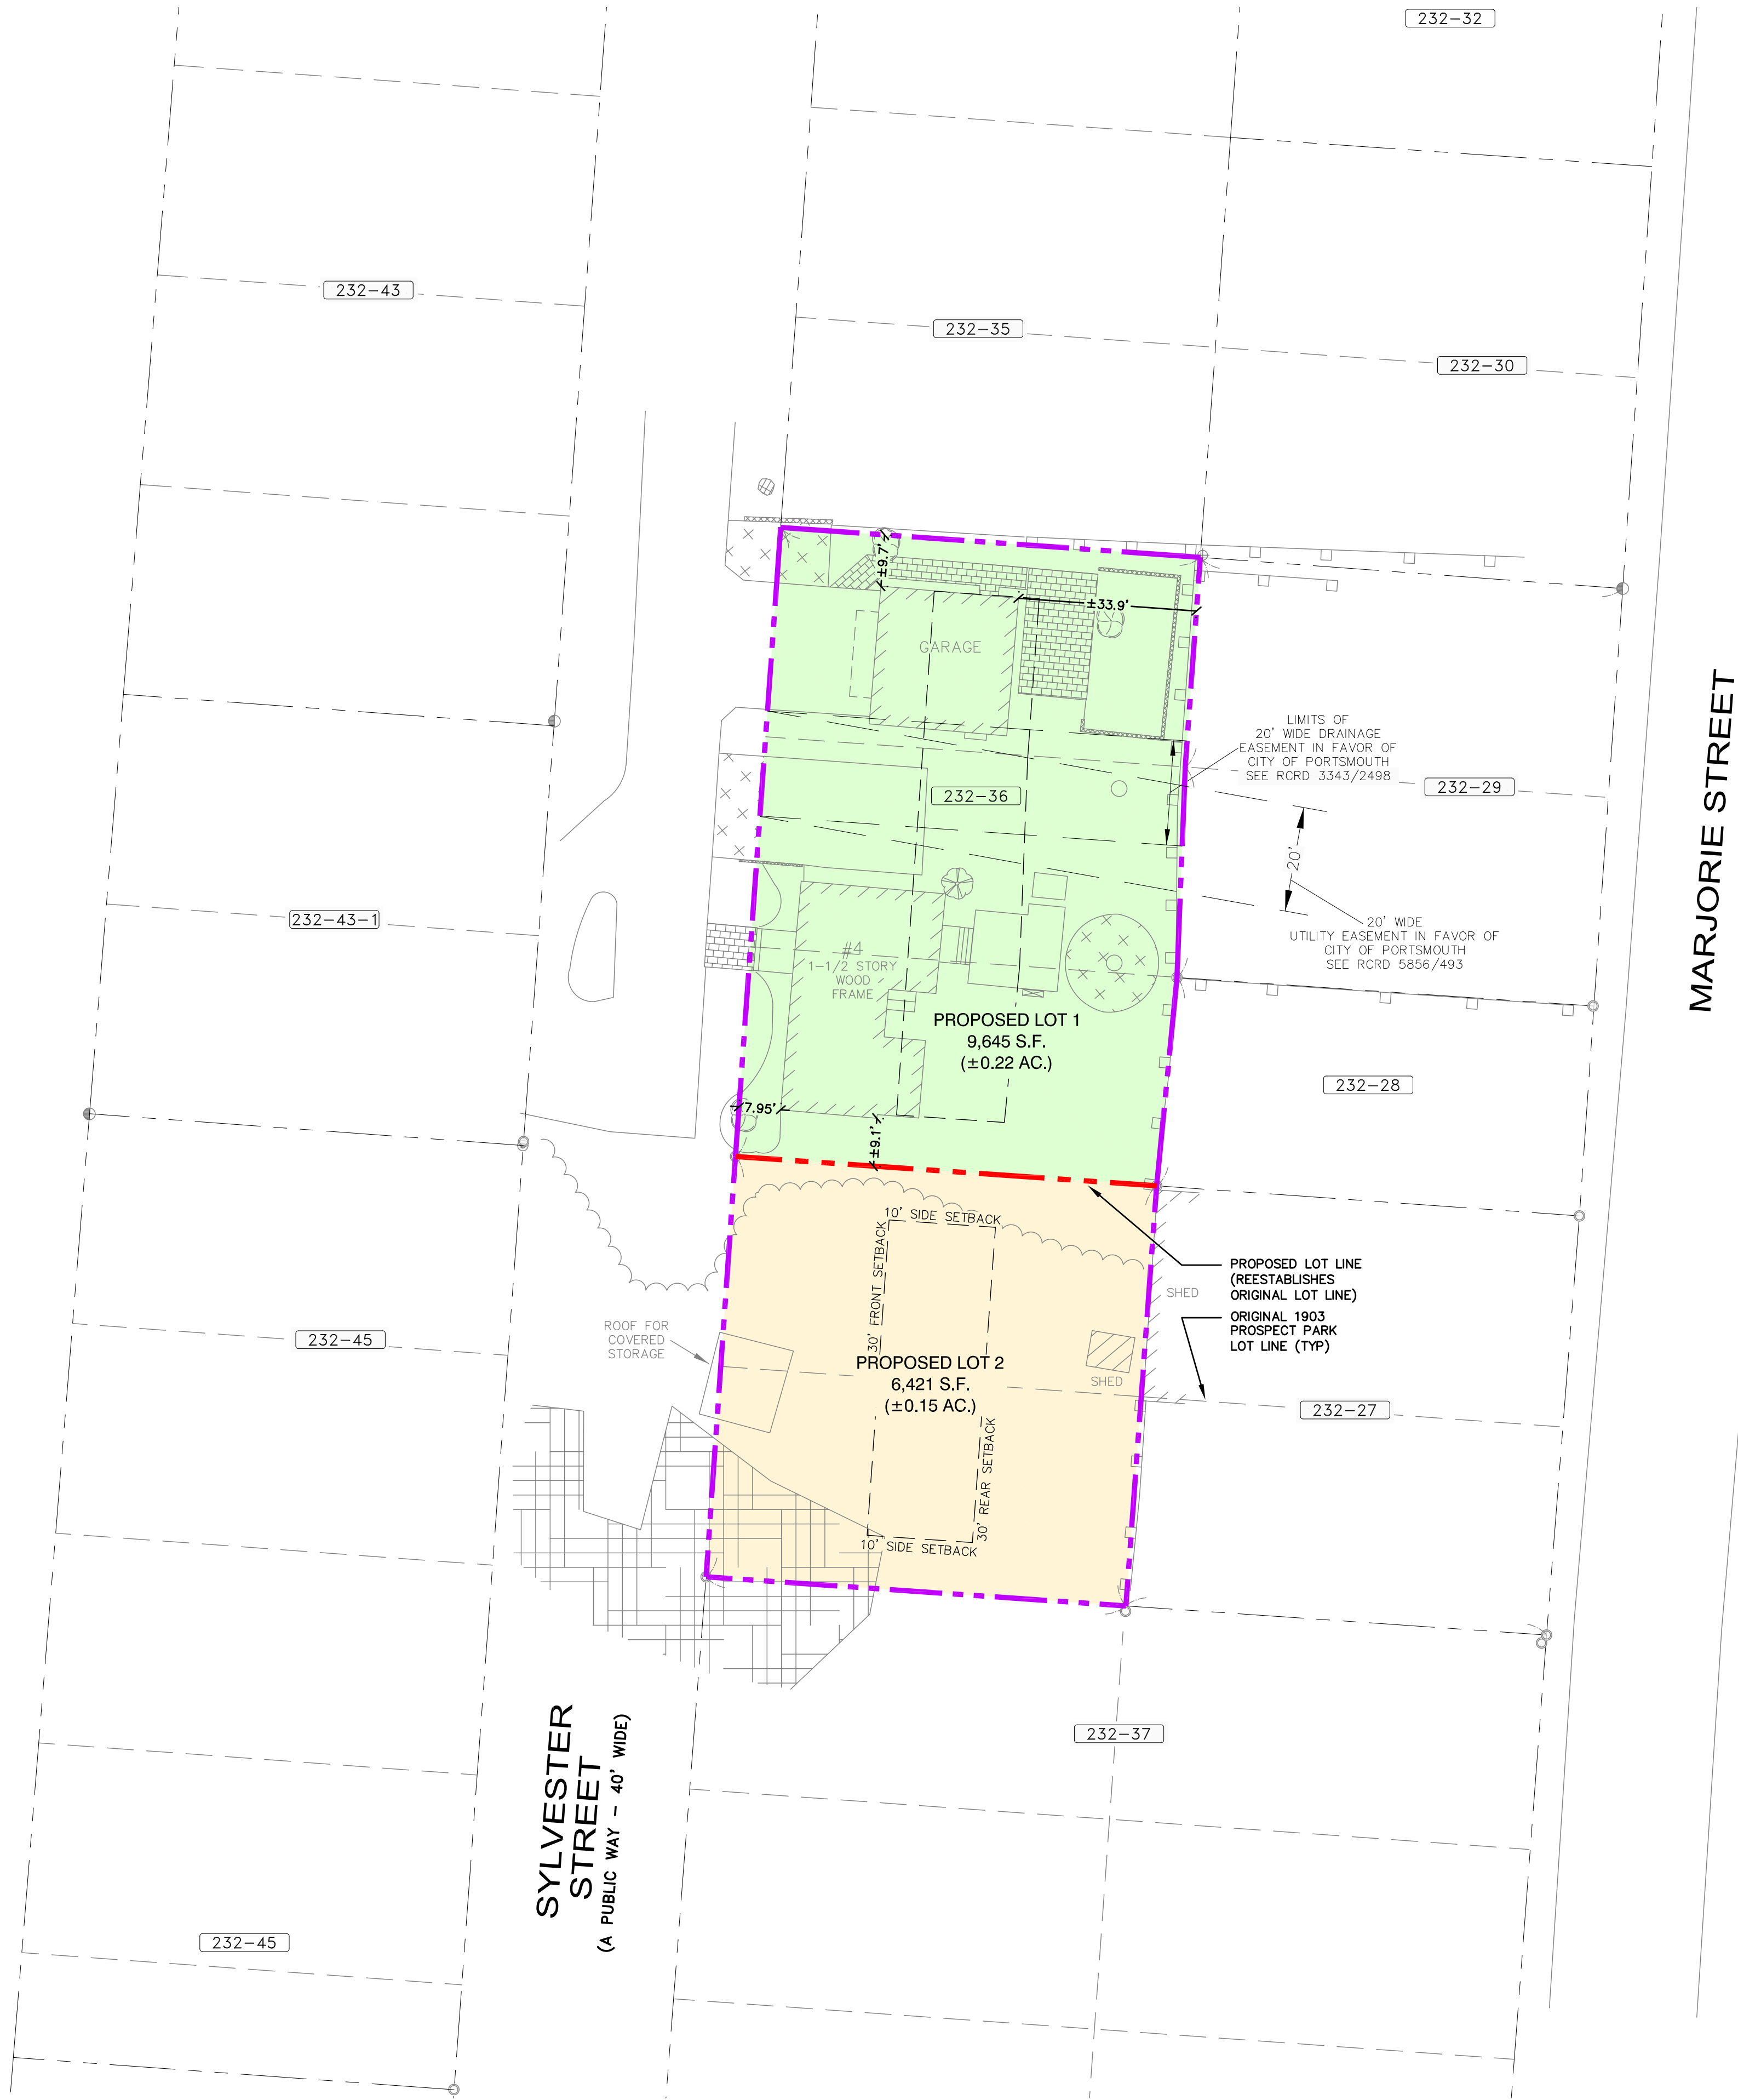 232-32
232-43
232-35
232-30
±9.7'
±33.9'
GARAGE
LIMITS OF
20' WIDE DRAINAGE
EASEMENT IN FAVOR OF
CITY OF PORTSMOUTH
SEE RCRD 3343/2498
MARJORIE STREET
232-36
232-29
20'
232-43-1
20' WIDE
UTILITY EASEMENT IN FAVOR OF
CITY OF PORTSMOUTH
SEE RCRD 5856/493
#4
1-1/2 STORY
WOOD
FRAME
PROPOSED LOT 1
9,645 S.F.
(±0.22 AC.)
232-28
7.95'
±9.1'
10' SIDE SETBACK
30' FRONT SETBACK
PROPOSED LOT LINE
(REESTABLISHES
ORIGINAL LOT LINE)
SHED
ORIGINAL 1903
PROSPECT PARK
LOT LINE (TYP)
232-45
ROOF FOR
COVERED
STORAGE
PROPOSED LOT 2
6,421 S.F.
(±0.15 AC.)
SHED
232-27
30' REAR SETBACK
10' SIDE SETBACK
232-37
SYLVESTER
STREET
(A PUBLIC WAY - 40' WIDE)
232-45